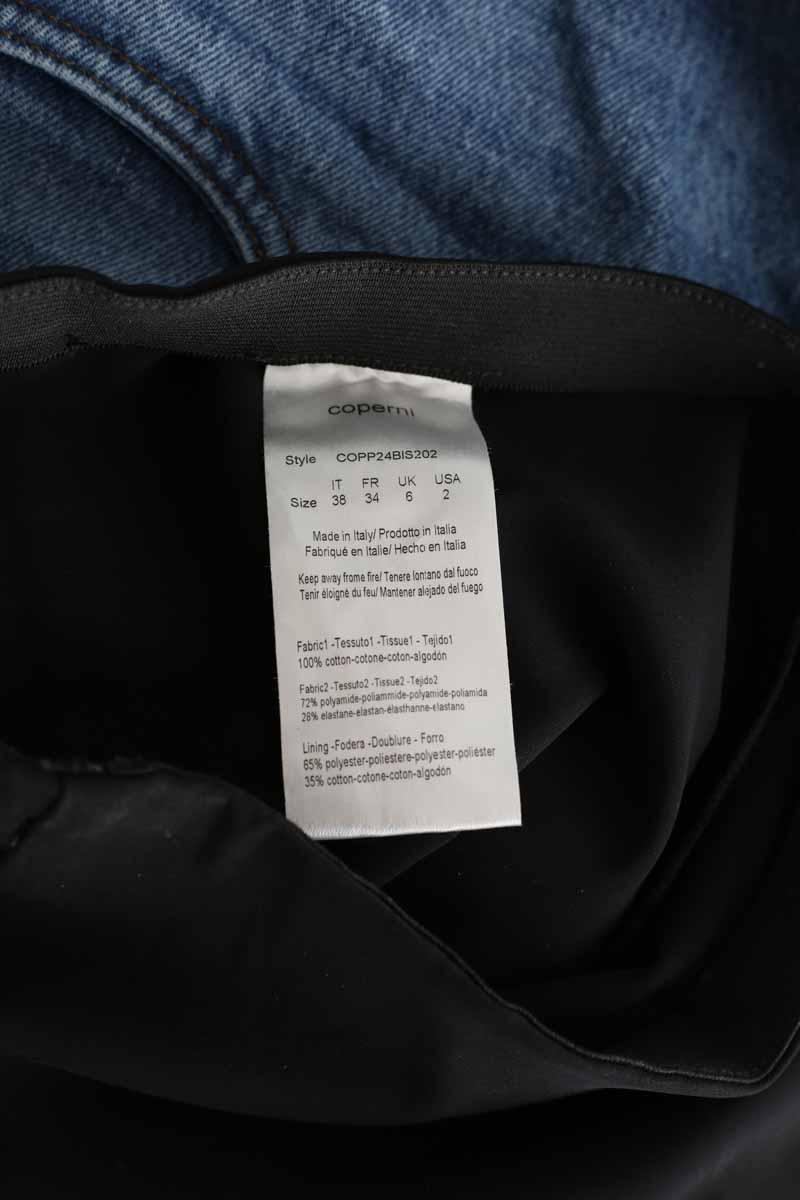 coperni
Style COPP24BIS202
IT FR UK USA
Size 38 34 6 2
Made in Italy/ Prodotto in Italia
Fabriqué en Italie/ Hecho en Italia
Keep away frome fire/ Tenere lontano dal fuoco
Tenir éloigné du feu/ Mantener alejado del fuego
Fabric1 -Tessuto1 -Tissue1 - Tejido1
100% cotton-cotone-coton-algodón
Fabric2 -Tessuto2 -Tissue2 -Tejido2
72% polyamide-poliammide-polyamide-poliamida
28% elastane-elastan-élasthanne-elastano
Lining -Fodera -Doublure - Forro
65% polyester-poliestere-polyester-poliéster
35% cotton-cotone-coton-algodón